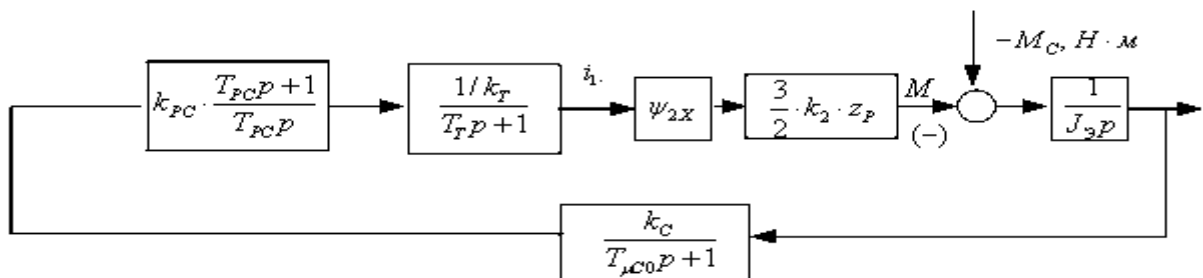 −M_C, Н · м
k_PC · (T_PC p + 1) / (T_PC p)
(1/k_T) / (T_T p + 1)
i_1.
ψ_2X
3/2 · k_2 · z_P
M
(−)
1 / (J_Э p)
k_C / (T_μC0 p + 1)